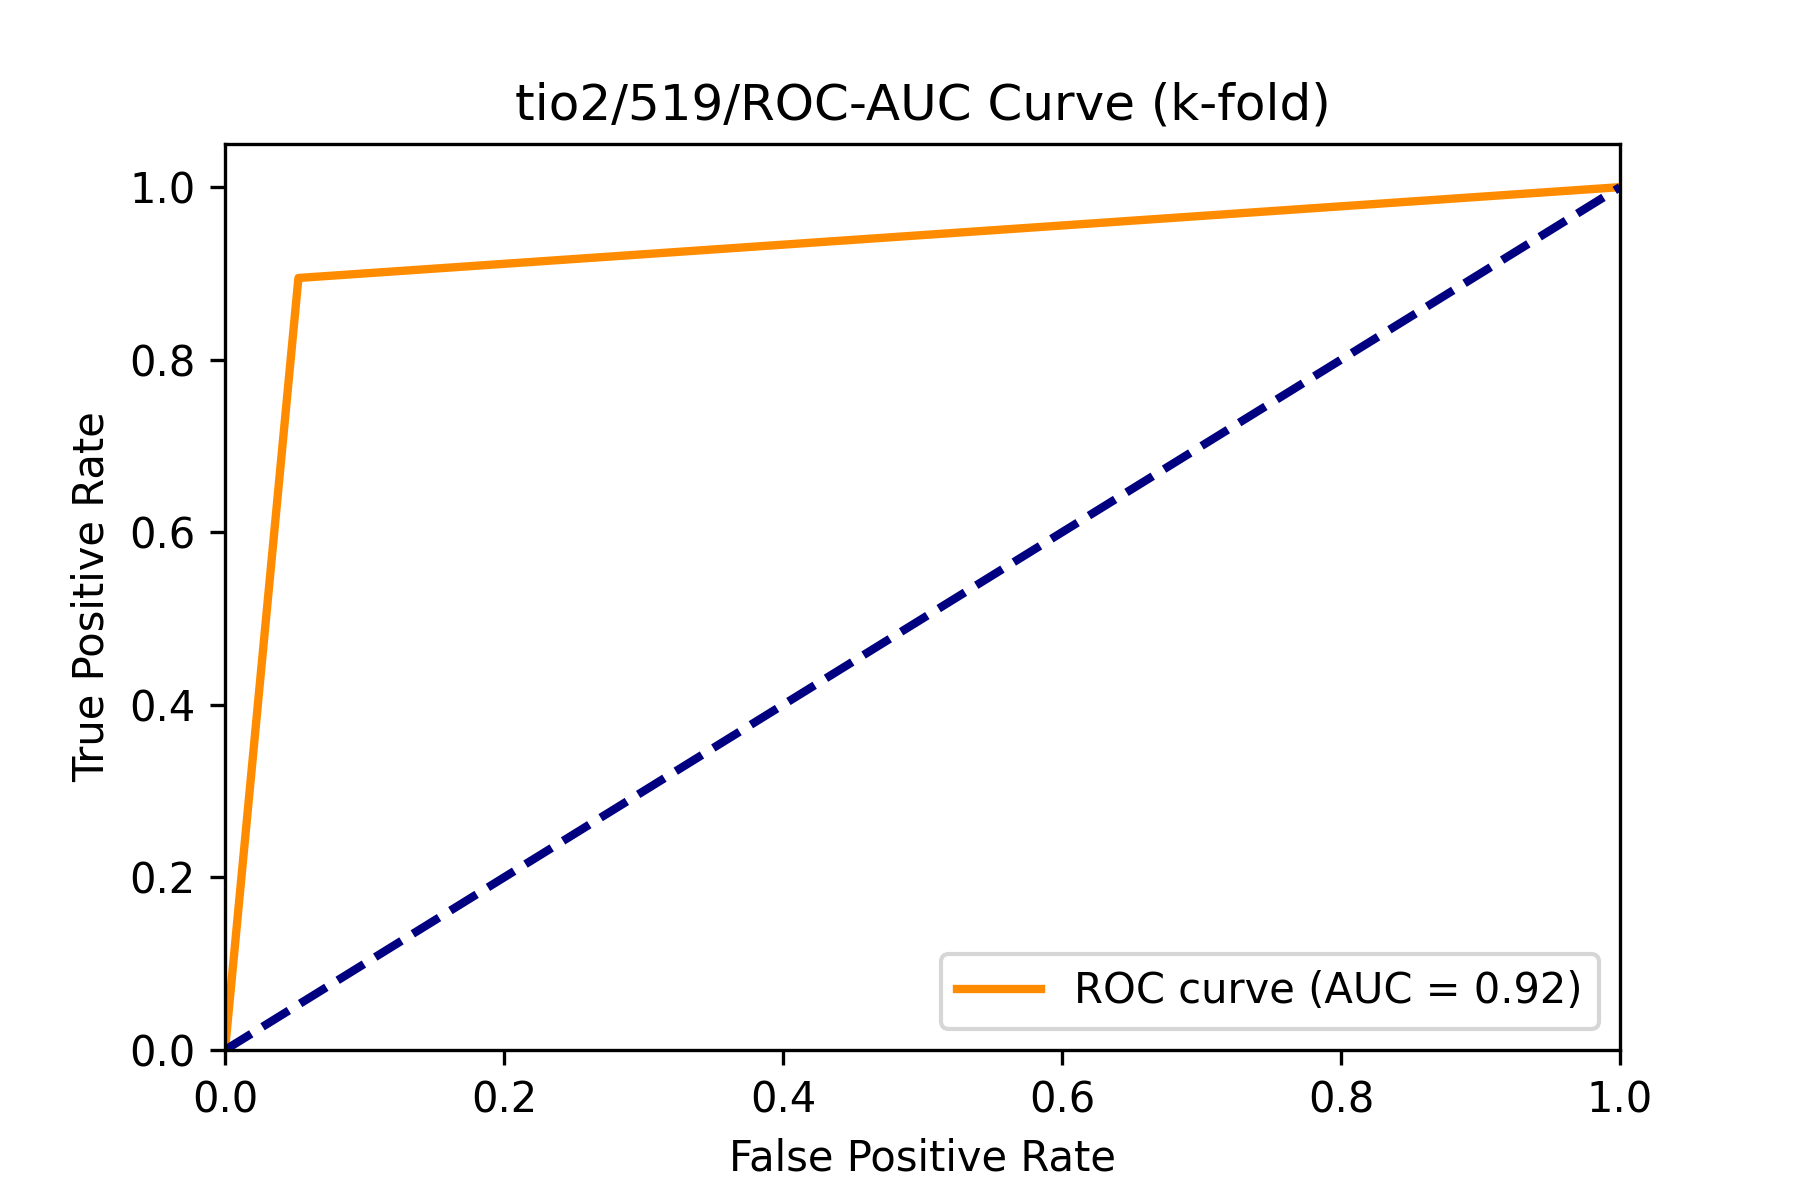 tio2/519/ROC-AUC Curve (k-fold)
1.0
0.8
0.6
0.4
0.2
0.0
True Positive Rate
ROC curve (AUC = 0.92)
0.0 0.2 0.4 0.6 0.8 1.0
False Positive Rate